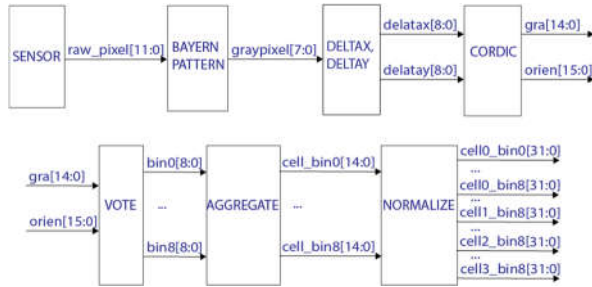 SENSOR
raw_pixel[11:0]
BAYERN
PATTERN
graypixel[7:0]
DELTAX,
DELTAY
delatax[8:0]
delatay[8:0]
CORDIC
gra[14:0]
orien[15:0]
gra[14:0]
orien[15:0]
VOTE
bin0[8:0]
...
bin8[8:0]
AGGREGATE
cell_bin0[14:0]
...
cell_bin8[14:0]
NORMALIZE
cell0_bin0[31:0]
...
cell0_bin8[31:0]
...
cell1_bin8[31:0]
...
cell2_bin8[31:0]
...
cell3_bin8[31:0]